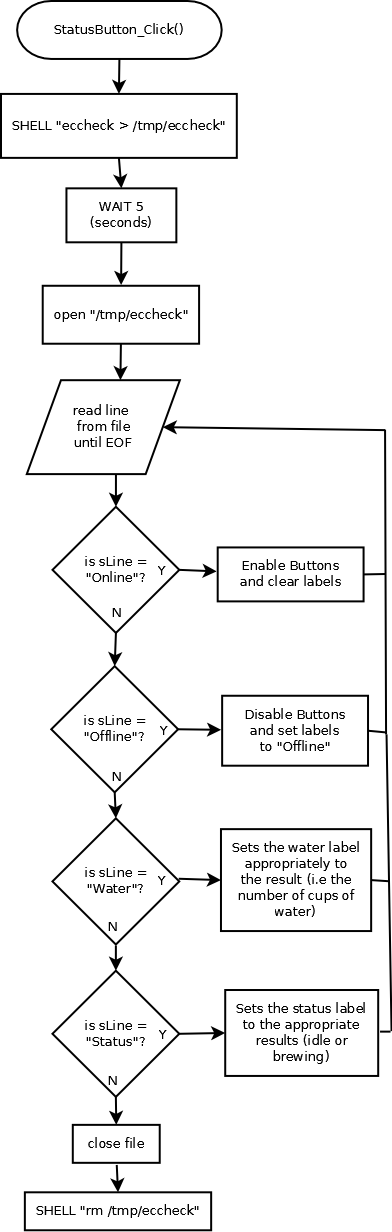 StatusButton_Click()
SHELL "eccheck > /tmp/eccheck"
WAIT 5
(seconds)
open "/tmp/eccheck"
read line
from file
until EOF
is sLine =
"Online"?
Y
N
Enable Buttons
and clear labels
is sLine =
"Offline"?
Y
N
Disable Buttons
and set labels
to "Offline"
is sLine =
"Water"?
Y
N
Sets the water label
appropriately to
the result (i.e the
number of cups of
water)
is sLine =
"Status"?
Y
N
Sets the status label
to the appropriate
results (idle or
brewing)
close file
SHELL "rm /tmp/eccheck"